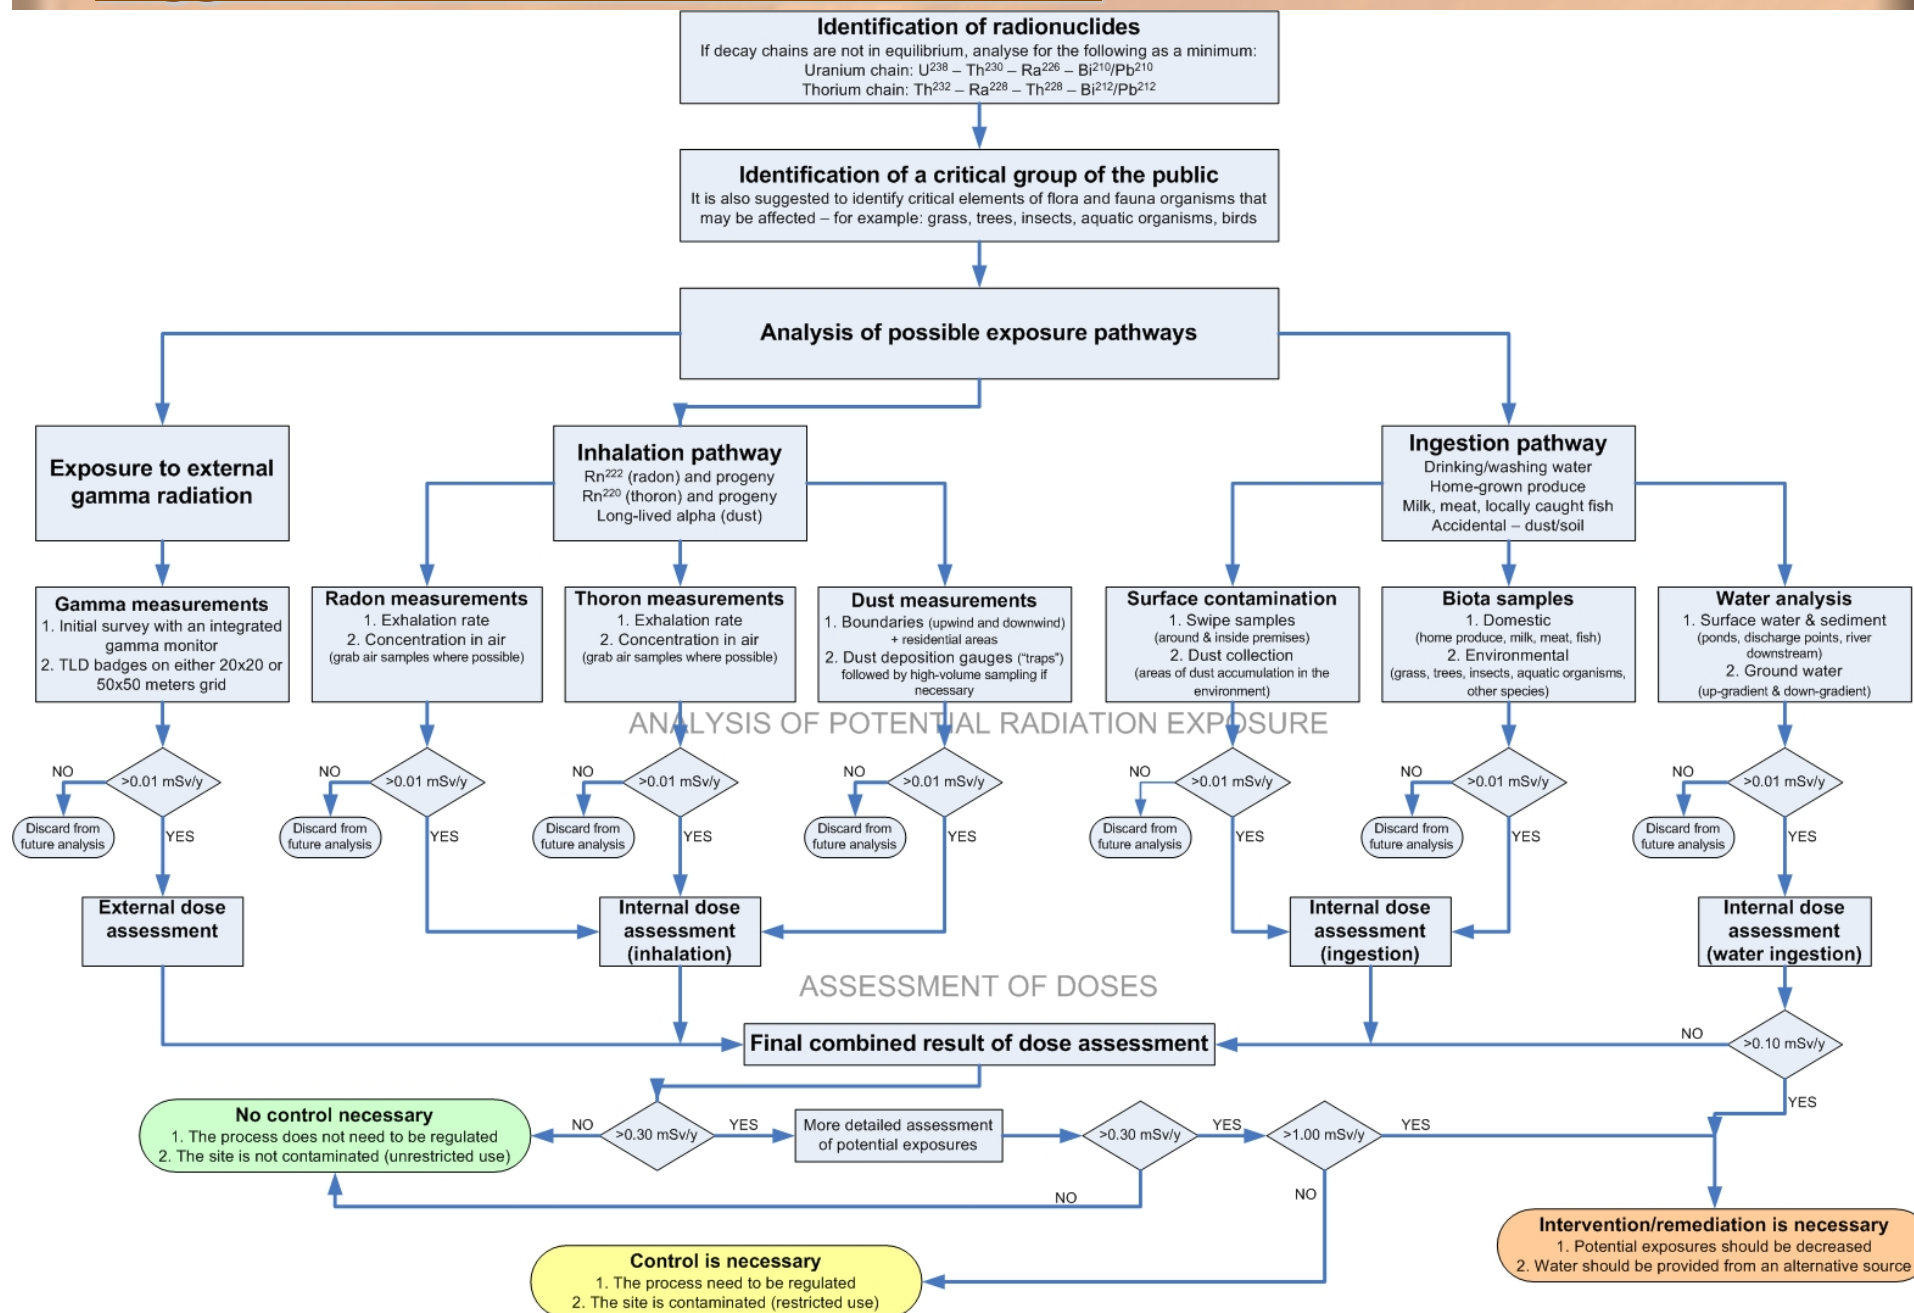 Identification of radionuclides
If decay chains are not in equilibrium, analyse for the following as a minimum:
Uranium chain: U²³⁸ – Th²³⁰ – Ra²²⁶ – Bi²¹⁰/Pb²¹⁰
Thorium chain: Th²³² – Ra²²⁸ – Th²²⁸ – Bi²¹²/Pb²¹²
Identification of a critical group of the public
It is also suggested to identify critical elements of flora and fauna organisms that
may be affected – for example: grass, trees, insects, aquatic organisms, birds
Analysis of possible exposure pathways
Exposure to external
gamma radiation
Inhalation pathway
Rn²²² (radon) and progeny
Rn²²⁰ (thoron) and progeny
Long-lived alpha (dust)
Ingestion pathway
Drinking/washing water
Home-grown produce
Milk, meat, locally caught fish
Accidental – dust/soil
Gamma measurements
1. Initial survey with an integrated
gamma monitor
2. TLD badges on either 20x20 or
50x50 meters grid
Radon measurements
1. Exhalation rate
2. Concentration in air
(grab air samples where possible)
Thoron measurements
1. Exhalation rate
2. Concentration in air
(grab air samples where possible)
Dust measurements
1. Boundaries (upwind and downwind)
+ residential areas
2. Dust deposition gauges (“traps”)
followed by high-volume sampling if
necessary
Surface contamination
1. Swipe samples
(around & inside premises)
2. Dust collection
(areas of dust accumulation in the
environment)
Biota samples
1. Domestic
(home produce, milk, meat, fish)
2. Environmental
(grass, trees, insects, aquatic organisms,
other species)
Water analysis
1. Surface water & sediment
(ponds, discharge points, river
downstream)
2. Ground water
(up-gradient & down-gradient)
ANALYSIS OF POTENTIAL RADIATION EXPOSURE
NO
>0.01 mSv/y
YES
Discard from
future analysis
NO
>0.01 mSv/y
YES
Discard from
future analysis
NO
>0.01 mSv/y
YES
Discard from
future analysis
NO
>0.01 mSv/y
YES
Discard from
future analysis
NO
>0.01 mSv/y
YES
Discard from
future analysis
NO
>0.01 mSv/y
YES
Discard from
future analysis
NO
>0.01 mSv/y
YES
Discard from
future analysis
External dose
assessment
Internal dose
assessment
(inhalation)
Internal dose
assessment
(ingestion)
Internal dose
assessment
(water ingestion)
ASSESSMENT OF DOSES
Final combined result of dose assessment
NO
>0.10 mSv/y
YES
No control necessary
1. The process does not need to be regulated
2. The site is not contaminated (unrestricted use)
NO
>0.30 mSv/y
YES
More detailed assessment
of potential exposures
>0.30 mSv/y
YES
>1.00 mSv/y
YES
NO
NO
Control is necessary
1. The process need to be regulated
2. The site is contaminated (restricted use)
Intervention/remediation is necessary
1. Potential exposures should be decreased
2. Water should be provided from an alternative source